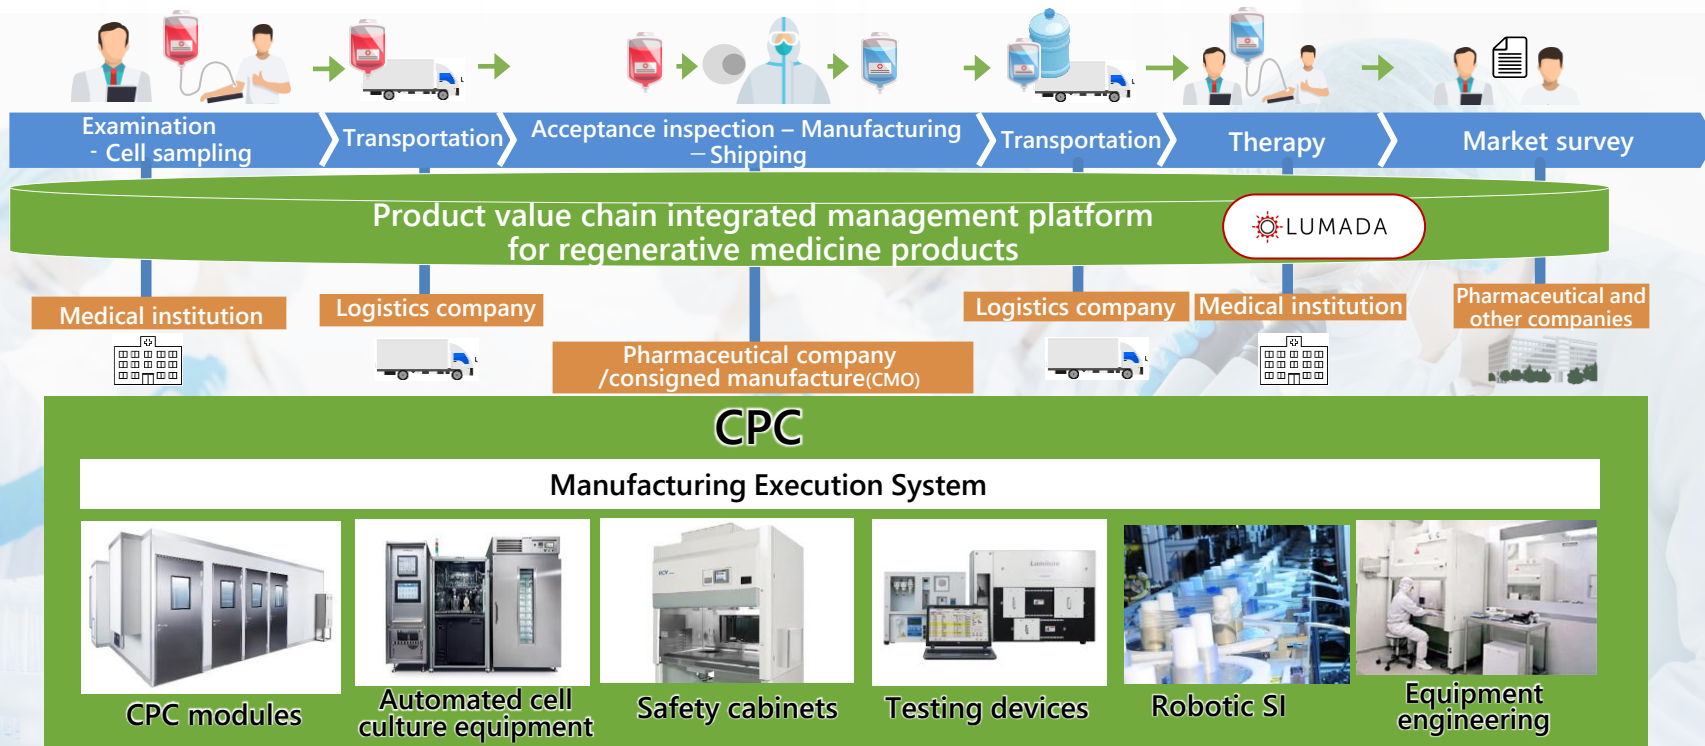 Examination
- Cell sampling
Transportation
Acceptance inspection – Manufacturing
– Shipping
Transportation
Therapy
Market survey
Product value chain integrated management platform
for regenerative medicine products
LUMADA
Medical institution
Logistics company
Pharmaceutical company
/consigned manufacture(CMO)
Logistics company
Medical institution
Pharmaceutical and
other companies
CPC
Manufacturing Execution System
CPC modules
Automated cell
culture equipment
Safety cabinets
Testing devices
Robotic SI
Equipment
engineering